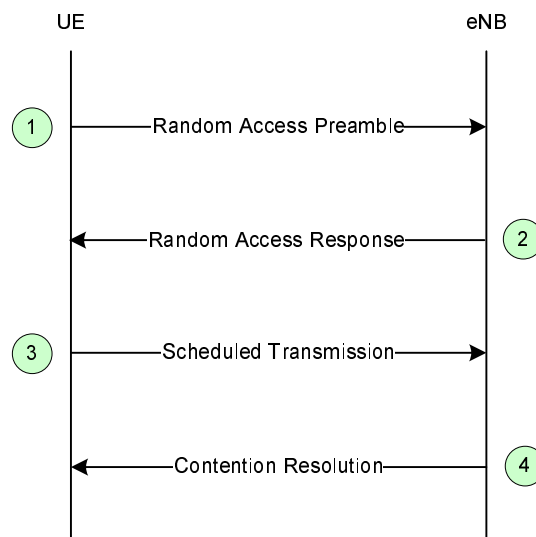 UE
eNB
1
Random Access Preamble
Random Access Response
2
3
Scheduled Transmission
Contention Resolution
4